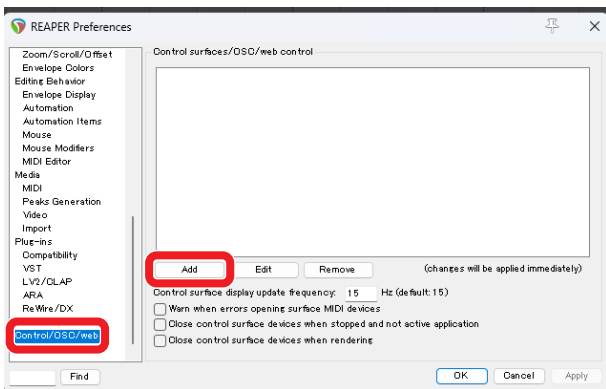 REAPER Preferences
Zoom/Scroll/Offset
Envelope Colors
Editing Behavior
Envelope Display
Automation
Automation Items
Mouse
Mouse Modifiers
MIDI Editor
Media
MIDI
Peaks Generation
Video
Import
Plug-ins
Compatibility
VST
LV2/CLAP
ARA
ReWire/DX
Control/OSC/web
Find
Control surfaces/OSC/web control
Add Edit Remove (changes will be applied immediately)
Control surface display update frequency: 15 Hz (default: 15)
Warn when errors opening surface MIDI devices
Close control surface devices when stopped and not active application
Close control surface devices when rendering
OK Cancel Apply